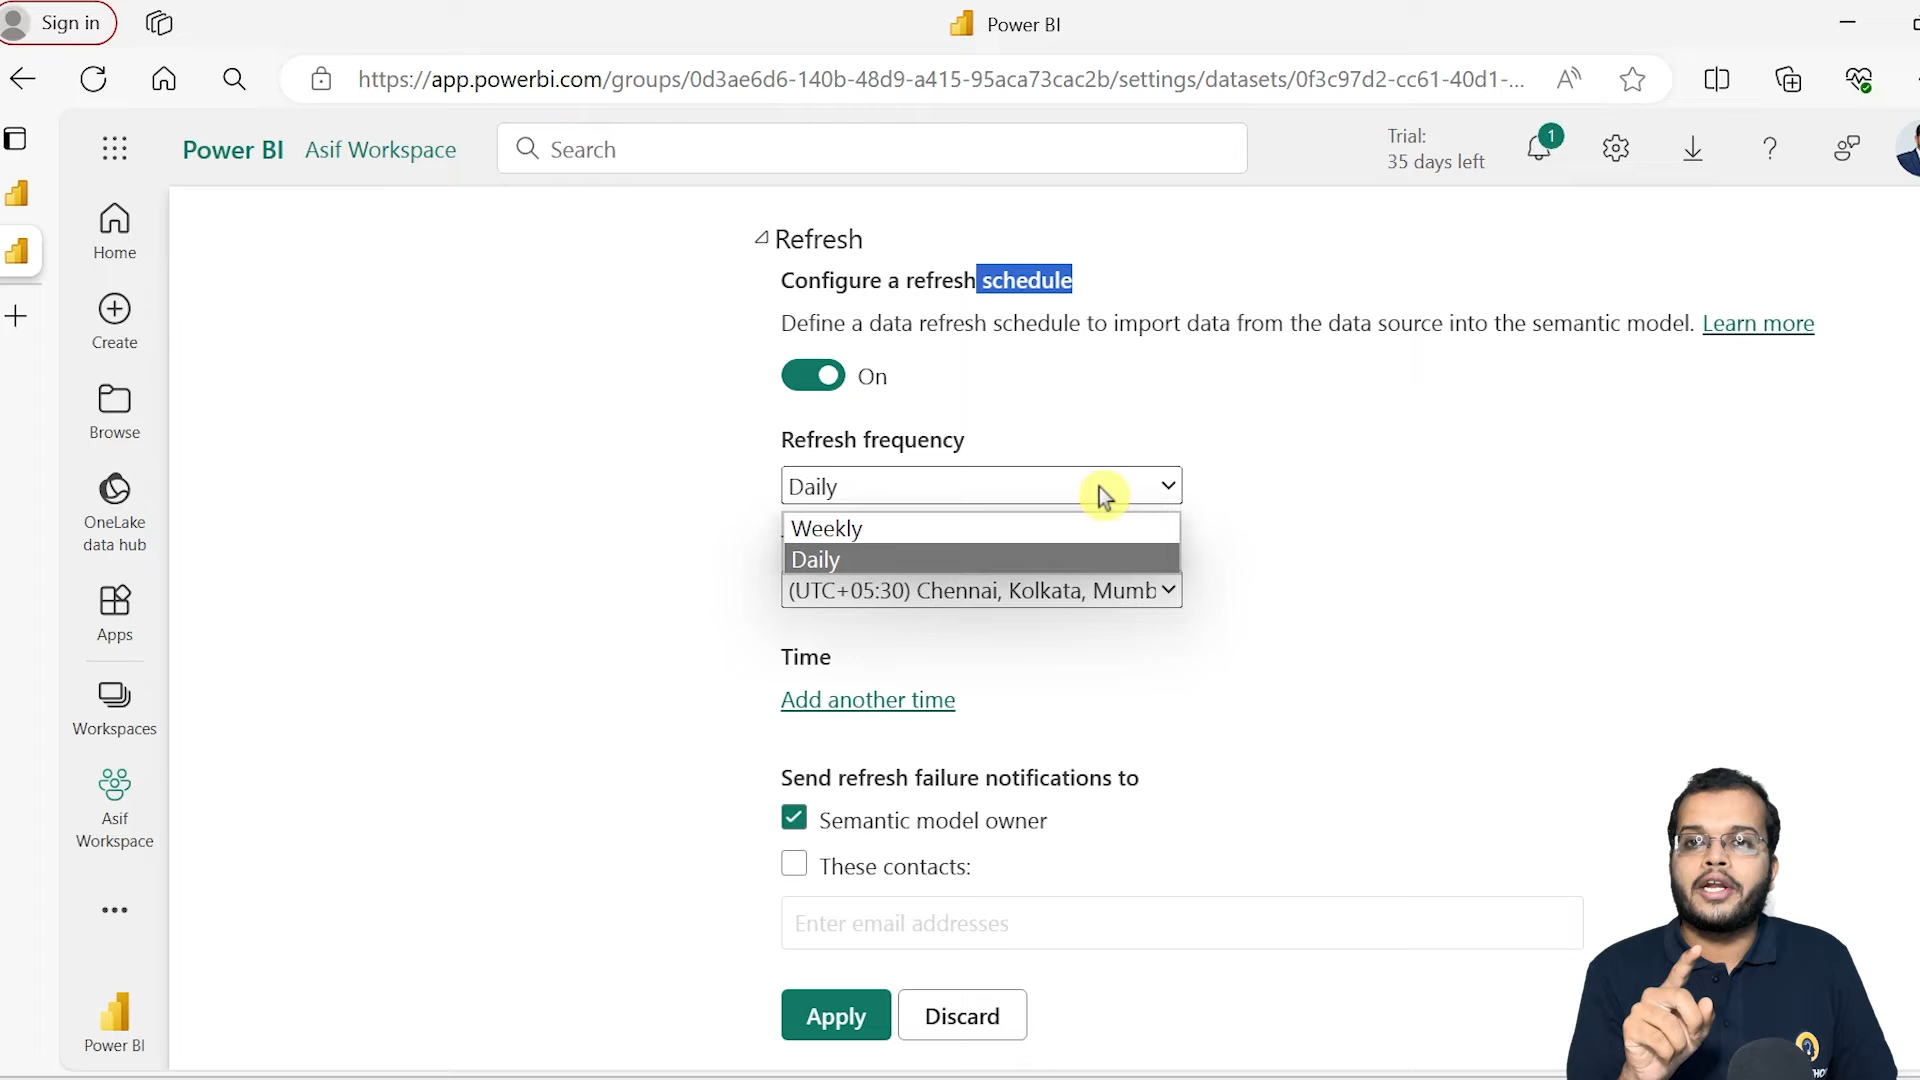 Sign in
Power BI
https://app.powerbi.com/groups/0d3ae6d6-140b-48d9-a415-95aca73cac2b/settings/datasets/0f3c97d2-cc61-40d1-...
Power BI Asif Workspace
Search
Trial:
35 days left
1
?
Home
Create
Browse
OneLake
data hub
Apps
Workspaces
Asif
Workspace
Power BI
Refresh
Configure a refresh schedule
Define a data refresh schedule to import data from the data source into the semantic model. Learn more
On
Refresh frequency
Daily
Weekly
Daily
(UTC+05:30) Chennai, Kolkata, Mumb
Time
Add another time
Send refresh failure notifications to
Semantic model owner
These contacts:
Enter email addresses
Apply
Discard